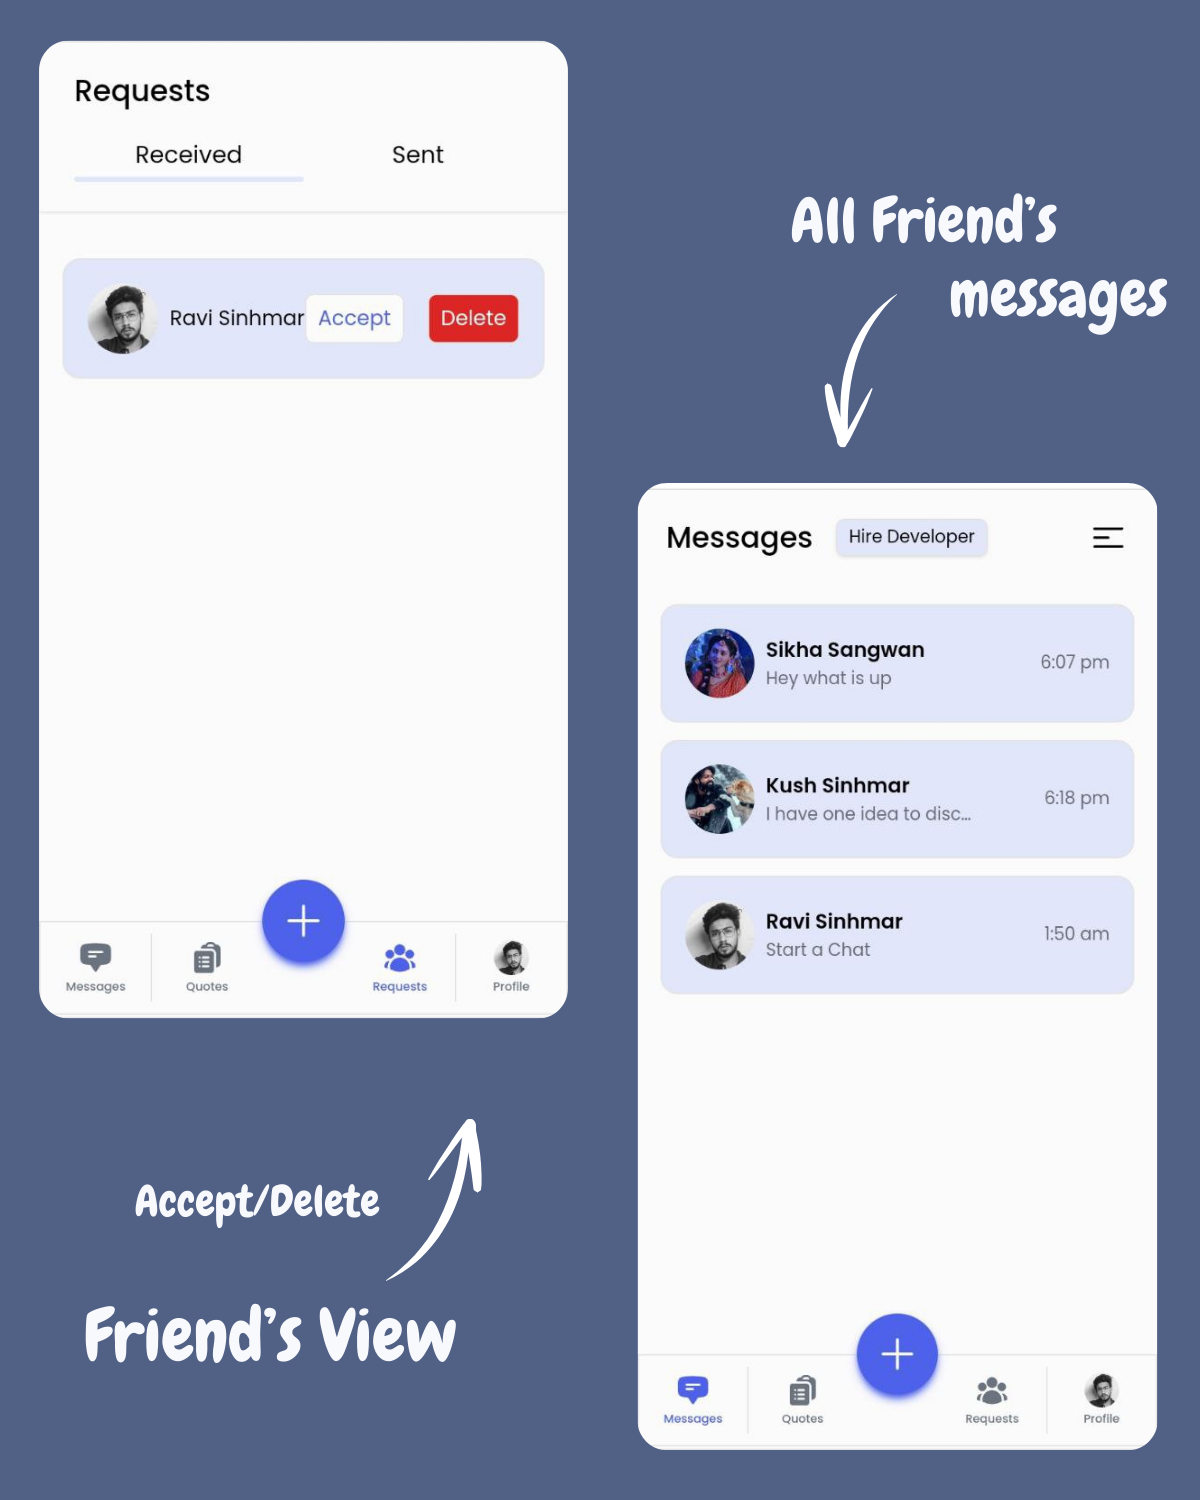 Requests
Received Sent
Ravi Sinhmar Accept Delete
Messages Quotes Requests Profile
All Friend's
messages
Messages Hire Developer
Sikha Sangwan
Hey what is up
6:07 pm
Kush Sinhmar
I have one idea to disc...
6:18 pm
Ravi Sinhmar
Start a Chat
1:50 am
Messages Quotes Requests Profile
Accept/Delete
Friend's View